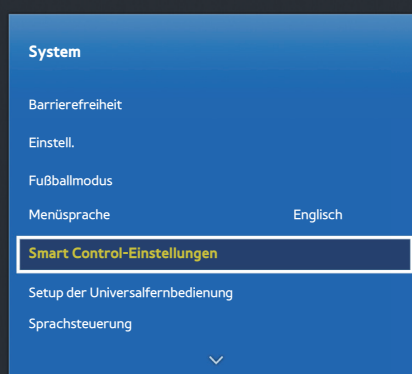 System
Barrierefreiheit
Einstell.
Fußballmodus
Menüsprache Englisch
Smart Control-Einstellungen
Setup der Universalfernbedienung
Sprachsteuerung